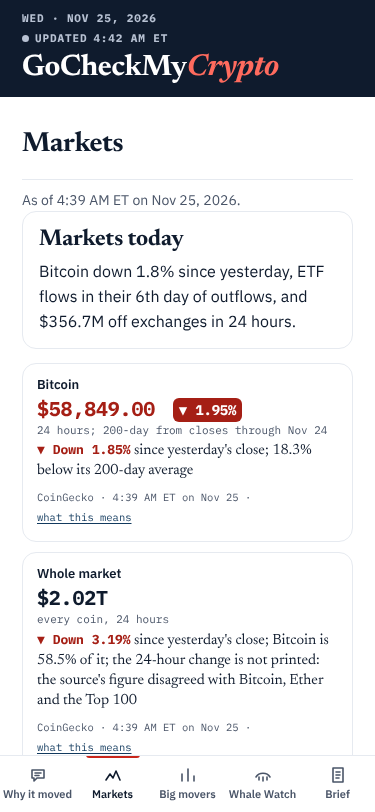 WED · NOV 25, 2026
● UPDATED 4:42 AM ET
GoCheckMyCrypto
Markets
As of 4:39 AM ET on Nov 25, 2026.
Markets today
Bitcoin down 1.8% since yesterday, ETF
flows in their 6th day of outflows, and
$356.7M off exchanges in 24 hours.
Bitcoin
$58,849.00 ▼ 1.95%
24 hours; 200-day from closes through Nov 24
▼ Down 1.85% since yesterday's close; 18.3%
below its 200-day average
CoinGecko · 4:39 AM ET on Nov 25 ·
what this means
Whole market
$2.02T
every coin, 24 hours
▼ Down 3.19% since yesterday's close; Bitcoin is
58.5% of it; the 24-hour change is not printed:
the source's figure disagreed with Bitcoin, Ether
and the Top 100
CoinGecko · 4:39 AM ET on Nov 25 ·
what this means
Why it moved Markets Big movers Whale Watch Brief